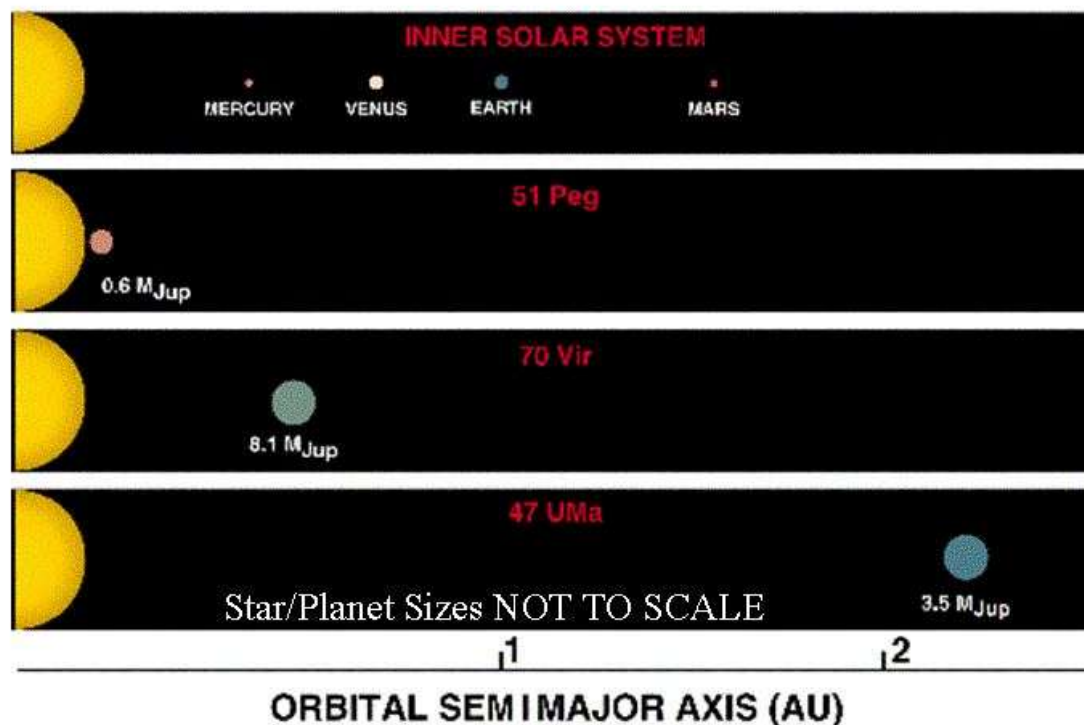 INNER SOLAR SYSTEM
MERCURY VENUS EARTH MARS
51 Peg
0.6 MJup
70 Vir
8.1 MJup
47 UMa
Star/Planet Sizes NOT TO SCALE
3.5 MJup
1 2
ORBITAL SEMIMAJOR AXIS (AU)